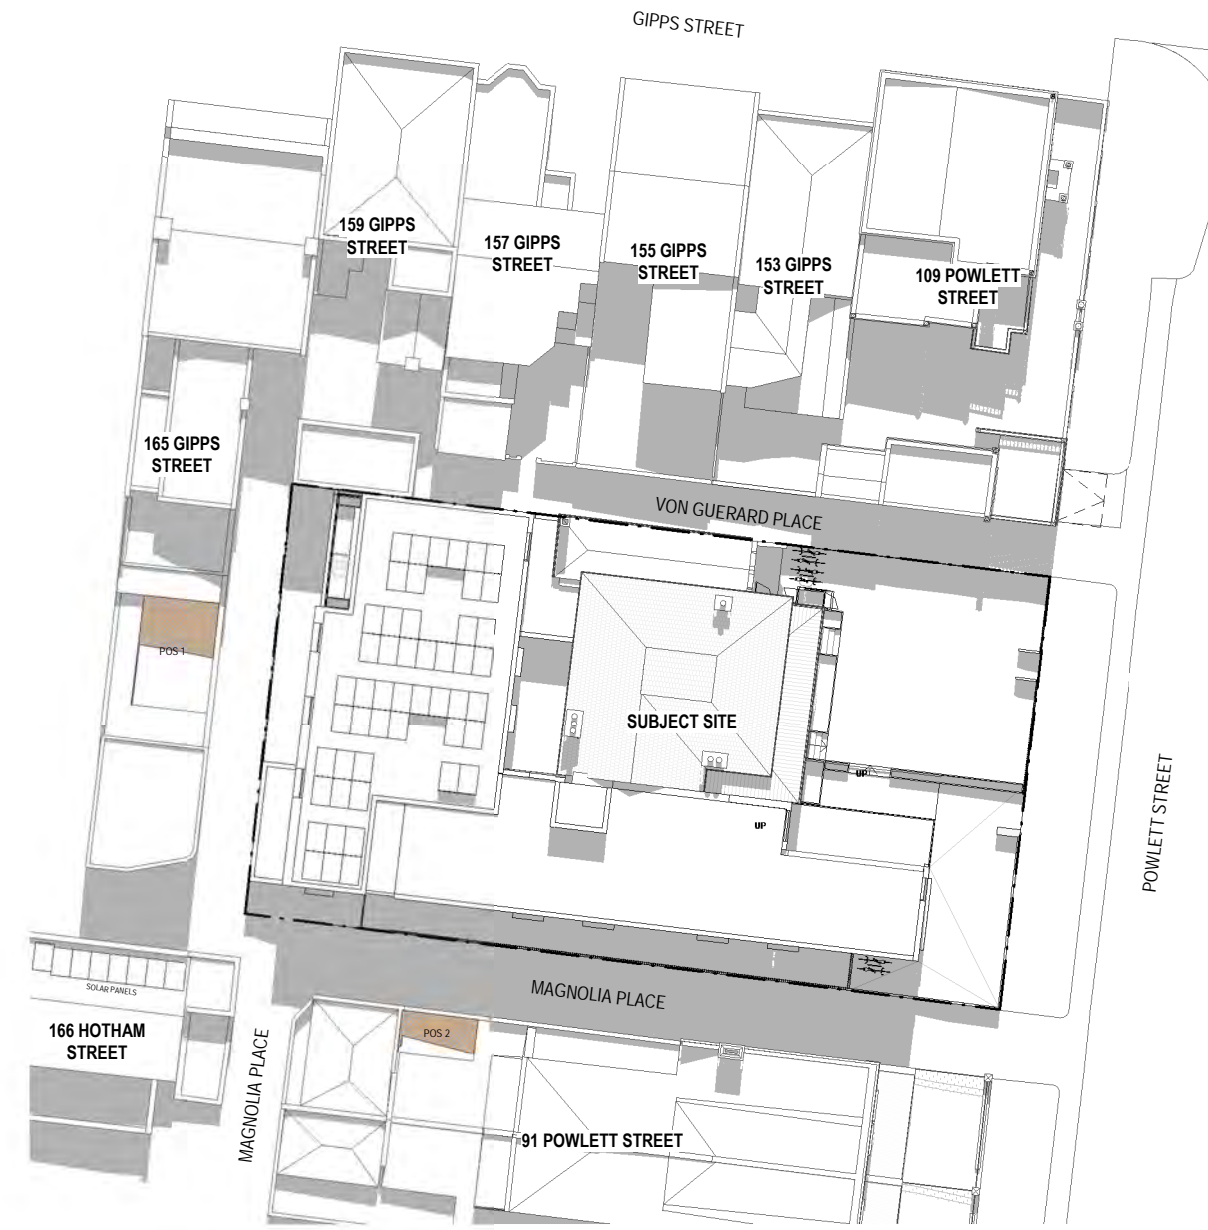 GIPPS STREET
159 GIPPS
STREET
157 GIPPS
STREET
155 GIPPS
STREET
153 GIPPS
STREET
109 POWLETT
STREET
165 GIPPS
STREET
VON GUERARD PLACE
POS 1
SUBJECT SITE
UP
UP
POWLETT STREET
SOLAR PANELS
MAGNOLIA PLACE
166 HOTHAM
STREET
POS 2
MAGNOLIA PLACE
91 POWLETT STREET